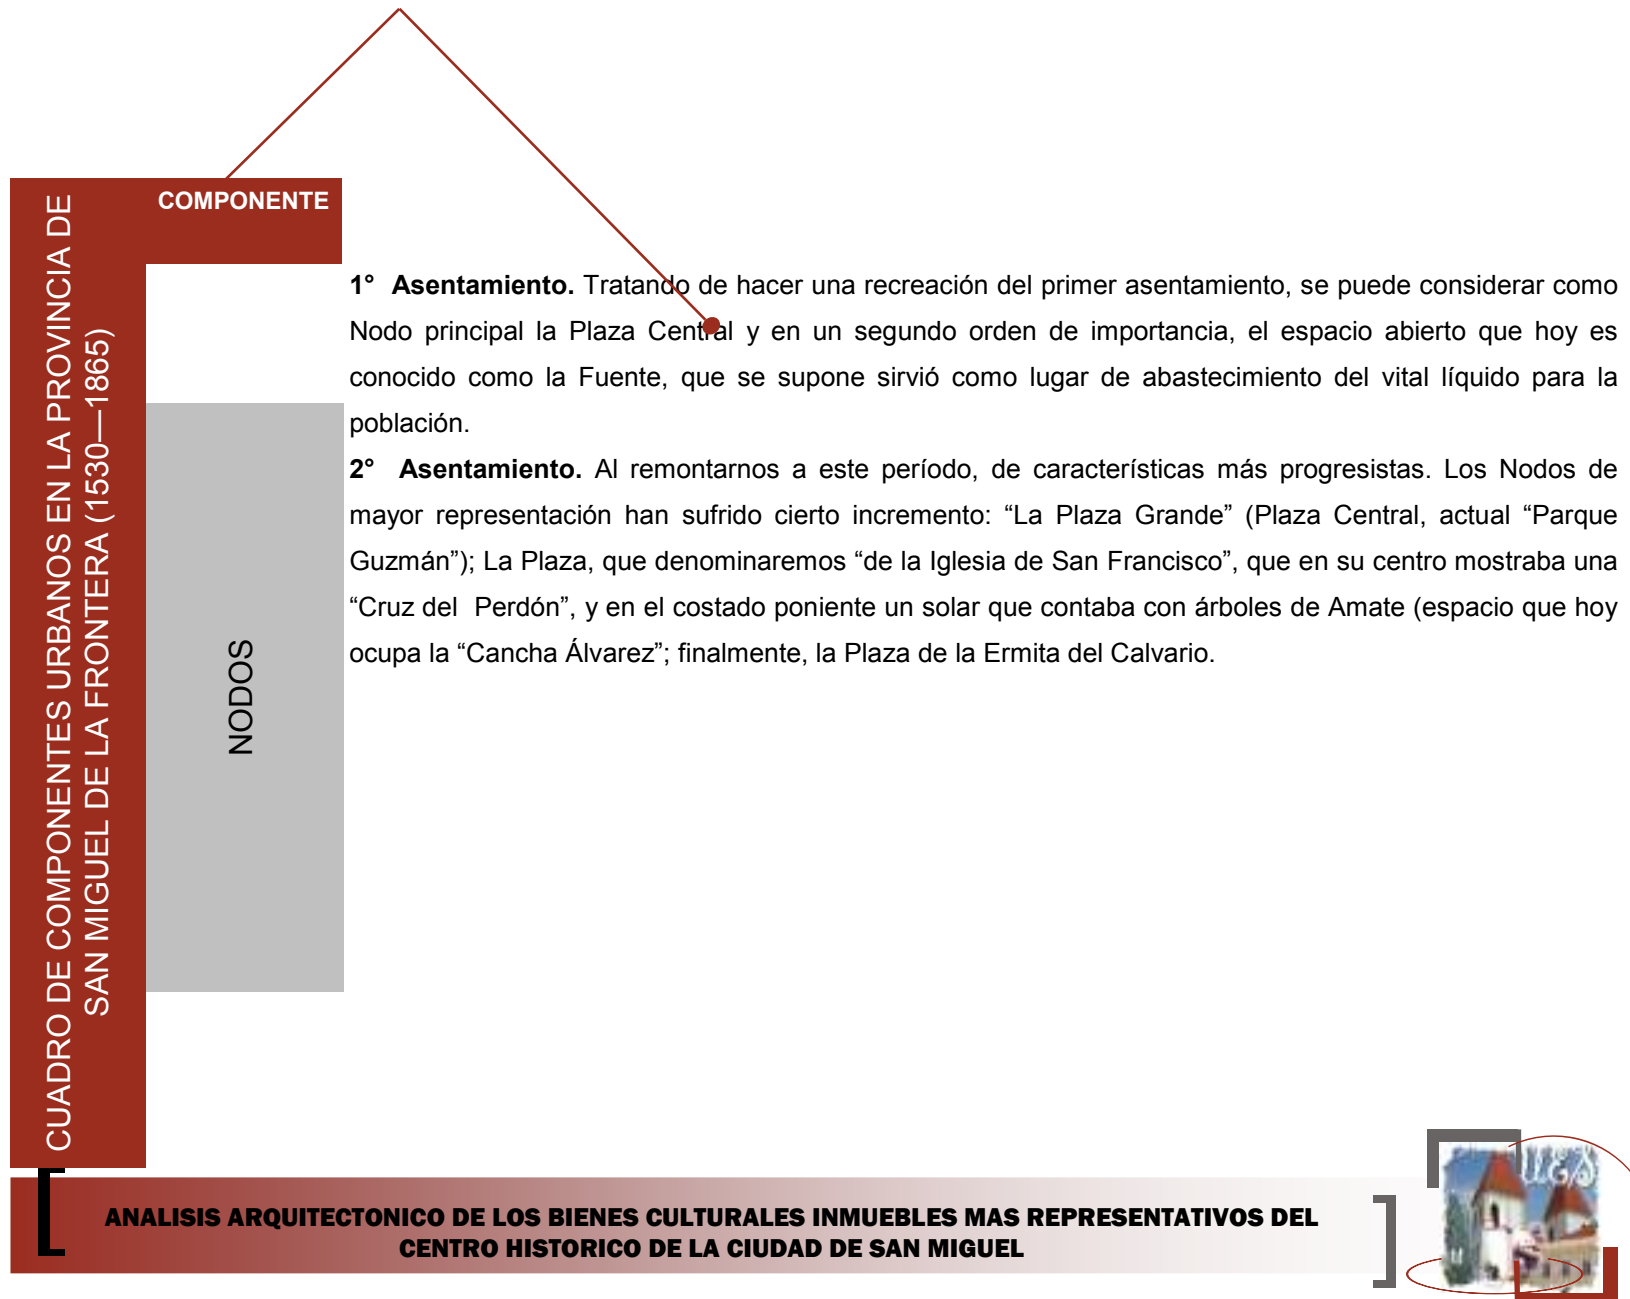 CUADRO DE COMPONENTES URBANOS EN LA PROVINCIA DE
SAN MIGUEL DE LA FRONTERA (1530—1865)
COMPONENTE
NODOS
1° Asentamiento. Tratando de hacer una recreación del primer asentamiento, se puede considerar como
Nodo principal la Plaza Central y en un segundo orden de importancia, el espacio abierto que hoy es
conocido como la Fuente, que se supone sirvió como lugar de abastecimiento del vital líquido para la
población.
2° Asentamiento. Al remontarnos a este período, de características más progresistas. Los Nodos de
mayor representación han sufrido cierto incremento: “La Plaza Grande” (Plaza Central, actual “Parque
Guzmán”); La Plaza, que denominaremos “de la Iglesia de San Francisco”, que en su centro mostraba una
“Cruz del Perdón”, y en el costado poniente un solar que contaba con árboles de Amate (espacio que hoy
ocupa la “Cancha Álvarez”; finalmente, la Plaza de la Ermita del Calvario.
ANALISIS ARQUITECTONICO DE LOS BIENES CULTURALES INMUEBLES MAS REPRESENTATIVOS DEL
CENTRO HISTORICO DE LA CIUDAD DE SAN MIGUEL
UES